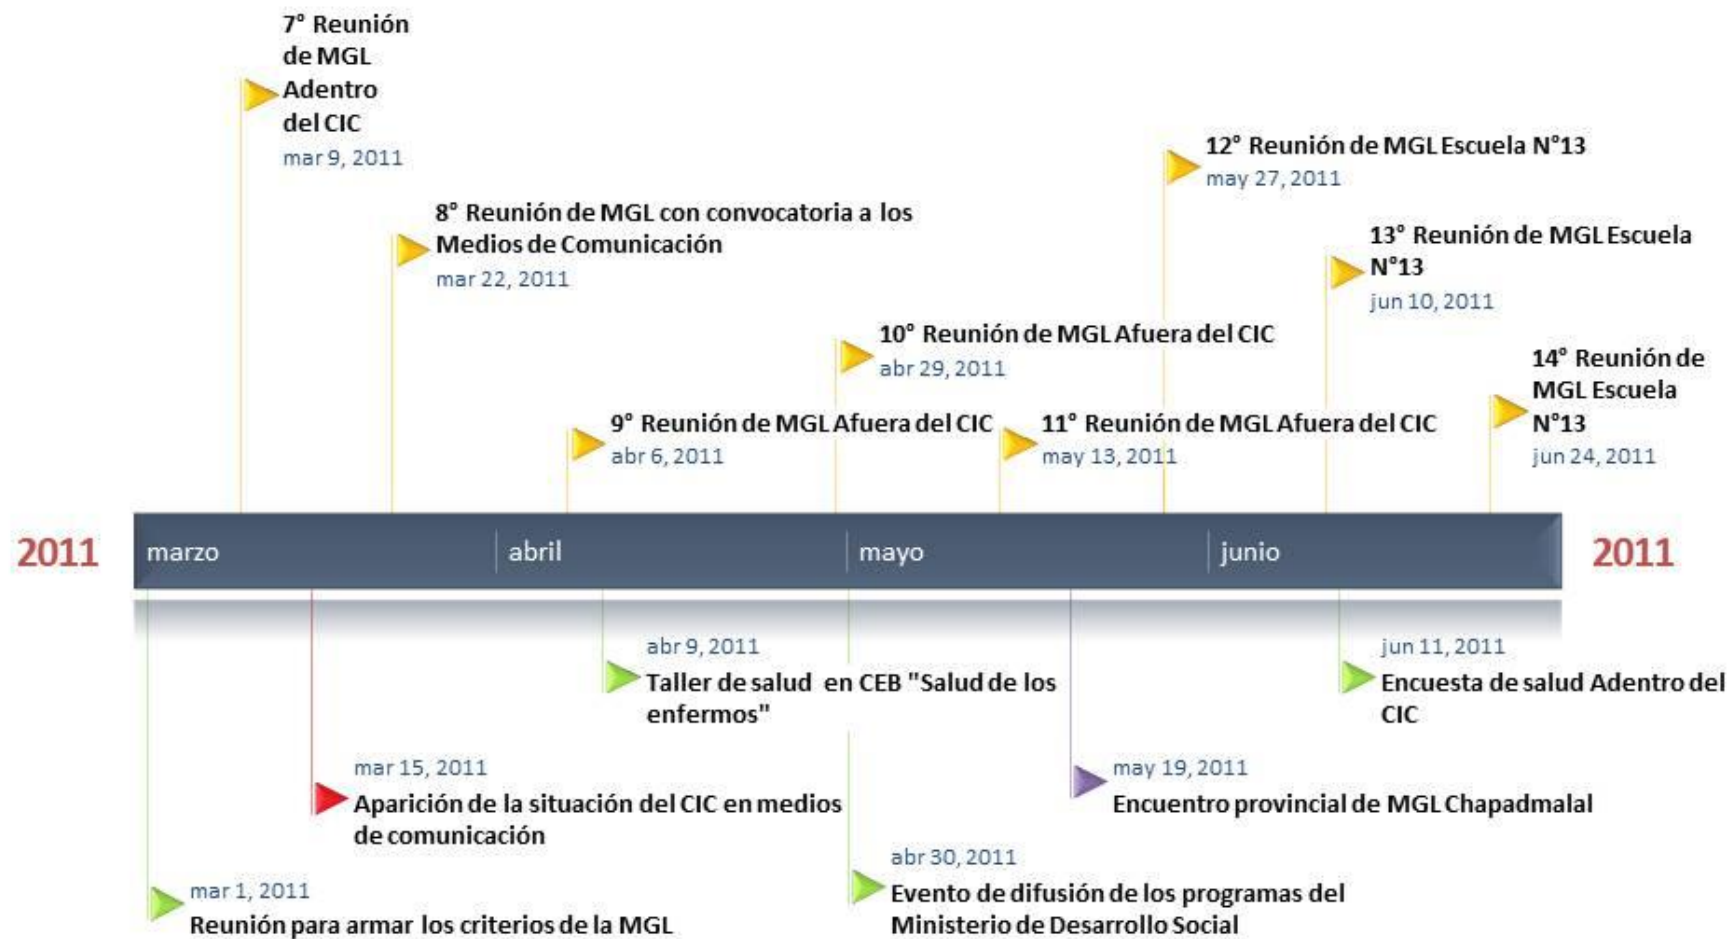 7° Reunión
de MGL
Adentro
del CIC
mar 9, 2011
8° Reunión de MGL con convocatoria a los
Medios de Comunicación
mar 22, 2011
9° Reunión de MGL Afuera del CIC
abr 6, 2011
10° Reunión de MGL Afuera del CIC
abr 29, 2011
11° Reunión de MGL Afuera del CIC
may 13, 2011
12° Reunión de MGL Escuela N°13
may 27, 2011
13° Reunión de MGL Escuela
N°13
jun 10, 2011
14° Reunión de
MGL Escuela
N°13
jun 24, 2011
2011
marzo
abril
mayo
junio
2011
mar 1, 2011
Reunión para armar los criterios de la MGL
mar 15, 2011
Aparición de la situación del CIC en medios
de comunicación
abr 9, 2011
Taller de salud en CEB "Salud de los
enfermos"
abr 30, 2011
Evento de difusión de los programas del
Ministerio de Desarrollo Social
may 19, 2011
Encuentro provincial de MGL Chapadmalal
jun 11, 2011
Encuesta de salud Adentro del
CIC